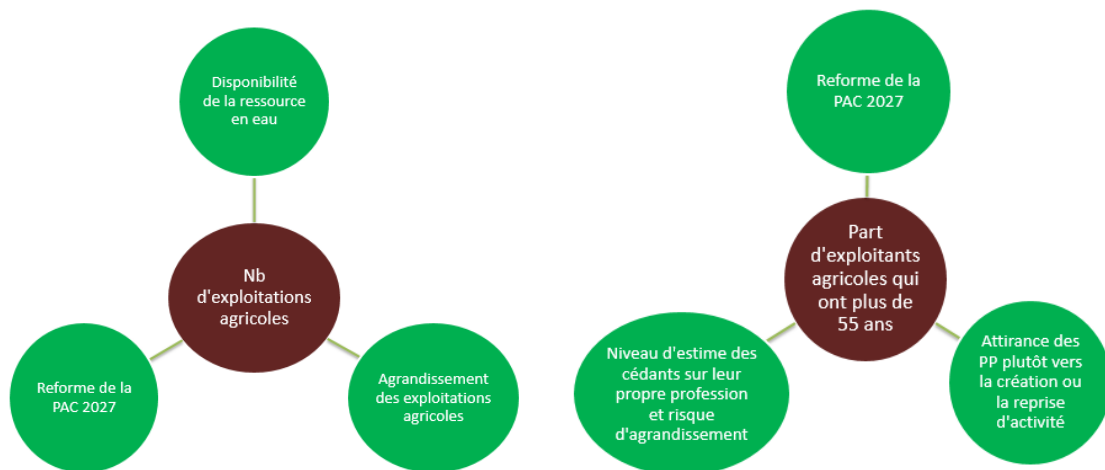 Disponibilité
de la ressource
en eau
Nb
d'exploitations
agricoles
Reforme de la
PAC 2027
Agrandissement
des exploitations
agricoles
Reforme de la
PAC 2027
Part
d'exploitants
agricoles qui
ont plus de
55 ans
Niveau d'estime des
cédants sur leur
propre profession
et risque
d'agrandissement
Attirance des
PP plutôt vers
la création ou
la reprise
d'activité